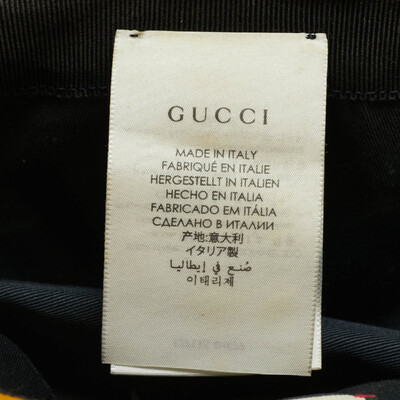 GUCCI
MADE IN ITALY
FABRIQUÉ EN ITALIE
HERGESTELLT IN ITALIEN
HECHO EN ITALIA
FABRICADO EM ITÁLIA
СДЕЛАНО В ИТАЛИИ
产地:意大利
イタリア製
صُنع في إيطاليا
이태리제